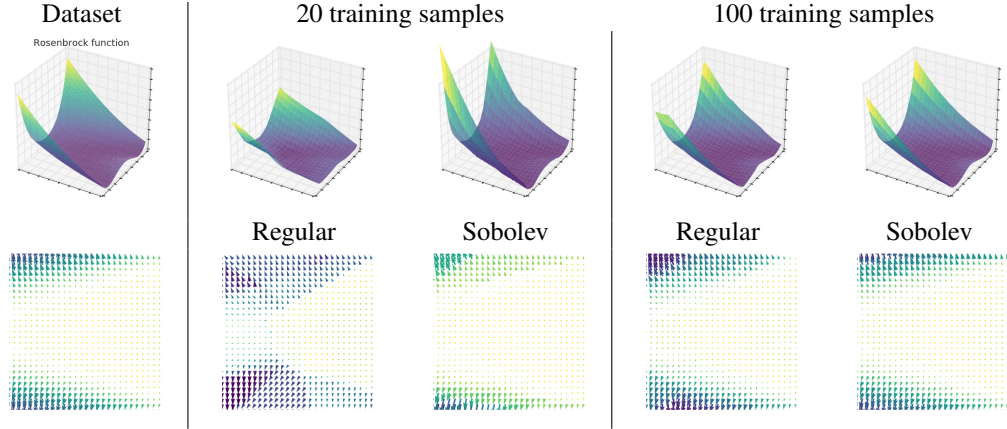 Dataset
20 training samples
100 training samples
Rosenbrock function
Regular
Sobolev
Regular
Sobolev